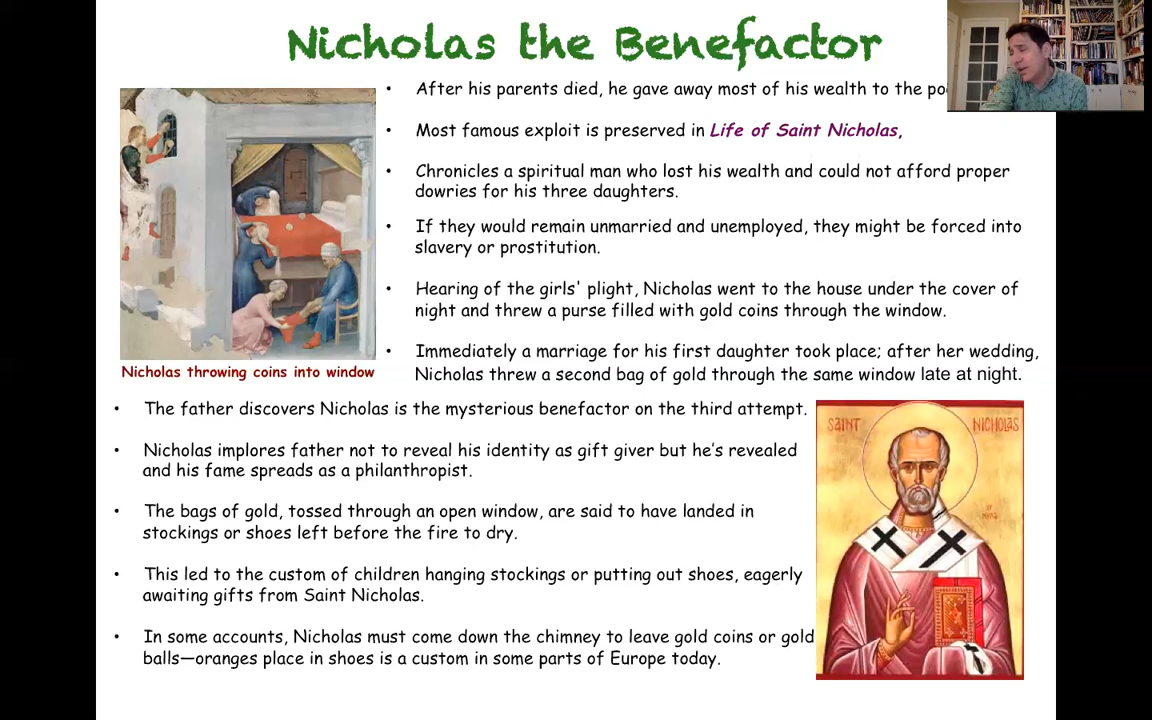 Nicholas the Benefactor
• After his parents died, he gave away most of his wealth to the
• Most famous exploit is preserved in Life of Saint Nicholas,
• Chronicles a spiritual man who lost his wealth and could not afford proper
dowries for his three daughters.
• If they would remain unmarried and unemployed, they might be forced into
slavery or prostitution.
• Hearing of the girls' plight, Nicholas went to the house under the cover of
night and threw a purse filled with gold coins through the window.
• Immediately a marriage for his first daughter took place; after her wedding,
Nicholas threw a second bag of gold through the same window late at night.
Nicholas throwing coins into window
• The father discovers Nicholas is the mysterious benefactor on the third attempt.
• Nicholas implores father not to reveal his identity as gift giver but he's revealed
and his fame spreads as a philanthropist.
• The bags of gold, tossed through an open window, are said to have landed in
stockings or shoes left before the fire to dry.
• This led to the custom of children hanging stockings or putting out shoes, eagerly
awaiting gifts from Saint Nicholas.
• In some accounts, Nicholas must come down the chimney to leave gold coins or gold
balls—oranges place in shoes is a custom in some parts of Europe today.
SAINT NICHOLAS